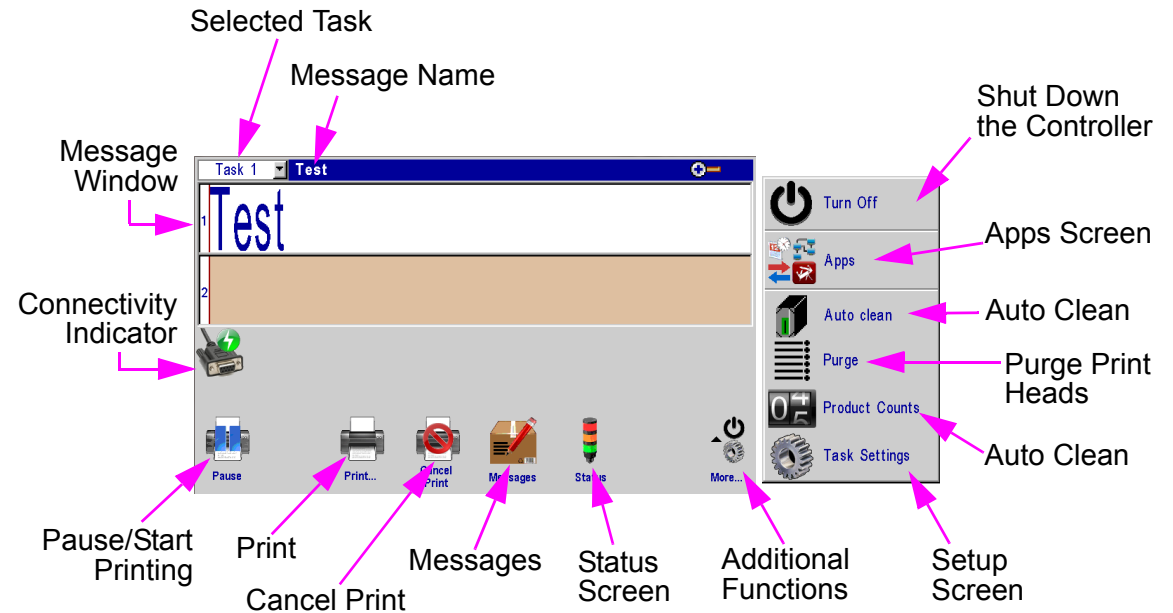 Selected Task
Message Name
Shut Down
the Controller
Message
Window
Task 1
Test
1
Test
2
Turn Off
Apps
Apps Screen
Connectivity
Indicator
Auto clean
Auto Clean
Purge
Purge Print
Heads
Product Counts
Auto Clean
Task Settings
Pause
Print...
Cancel
Print
Messages
Status
More...
Pause/Start
Printing
Print
Cancel Print
Messages
Status
Screen
Additional
Functions
Setup
Screen